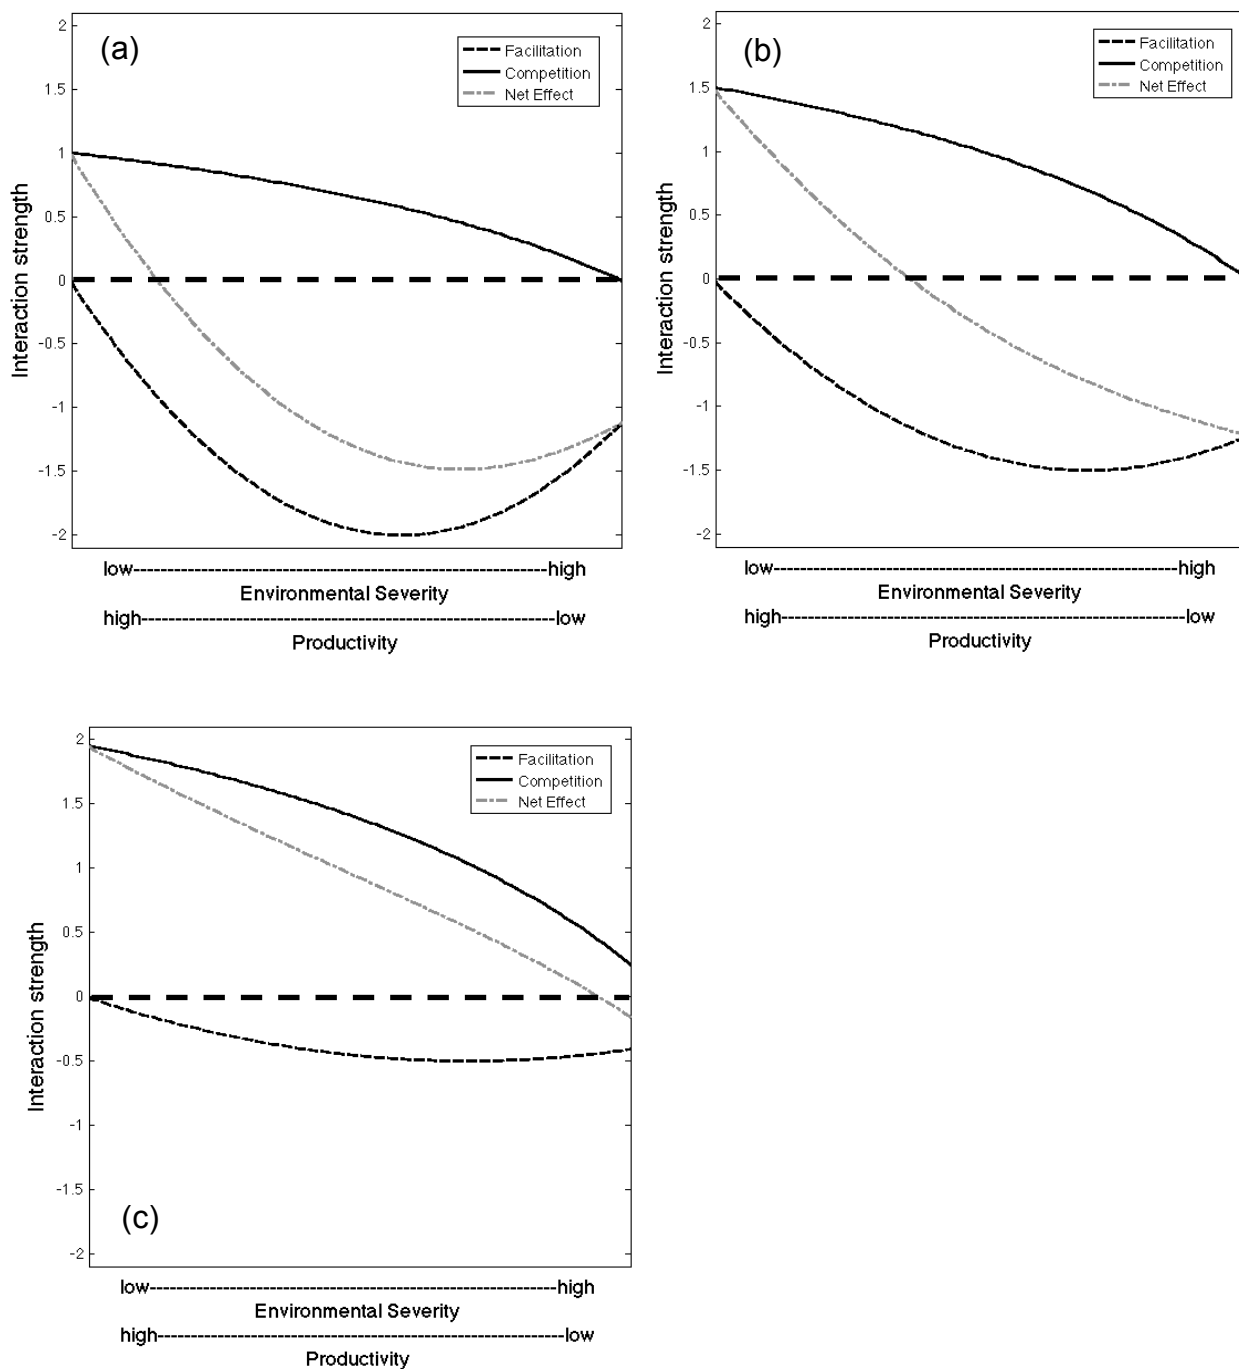 (a)
2
1.5
1
0.5
0
-0.5
-1
-1.5
-2
Interaction strength
Facilitation
Competition
Net Effect
low------------------------------------------------------------high
Environmental Severity
high------------------------------------------------------------low
Productivity
(b)
2
1.5
1
0.5
0
-0.5
-1
-1.5
-2
Interaction strength
Facilitation
Competition
Net Effect
low------------------------------------------------------------high
Environmental Severity
high------------------------------------------------------------low
Productivity
2
1.5
1
0.5
0
-0.5
-1
-1.5
-2
Interaction strength
Facilitation
Competition
Net Effect
(c)
low------------------------------------------------------------high
Environmental Severity
high------------------------------------------------------------low
Productivity